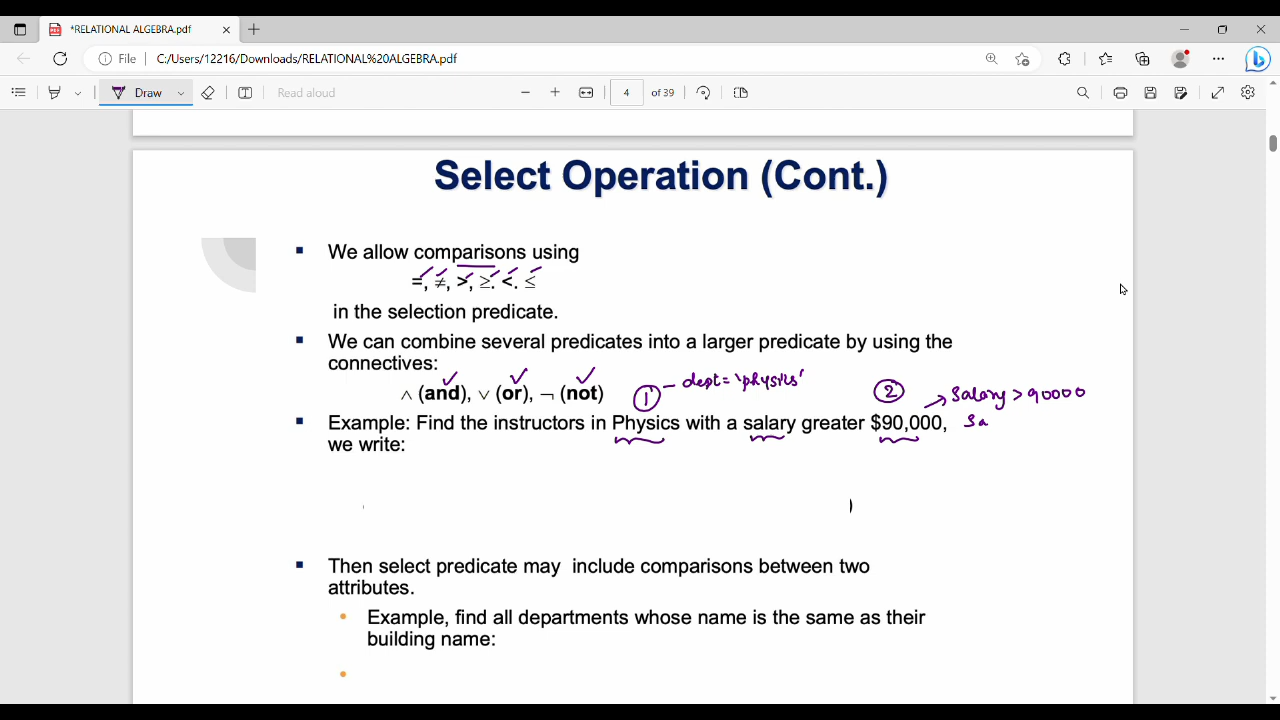 *RELATIONAL ALGEBRA.pdf
File C:/Users/12216/Downloads/RELATIONAL%20ALGEBRA.pdf
Draw Read aloud 4 of 39
Select Operation (Cont.)
We allow comparisons using
=, ≠, >, ≥. <. ≤
in the selection predicate.
We can combine several predicates into a larger predicate by using the
connectives:
∧ (and), ∨ (or), ¬ (not)
1 - dept = 'physics'
2 → Salary > 90000
Example: Find the instructors in Physics with a salary greater $90,000,
Sa
we write:
)
Then select predicate may include comparisons between two
attributes.
Example, find all departments whose name is the same as their
building name: